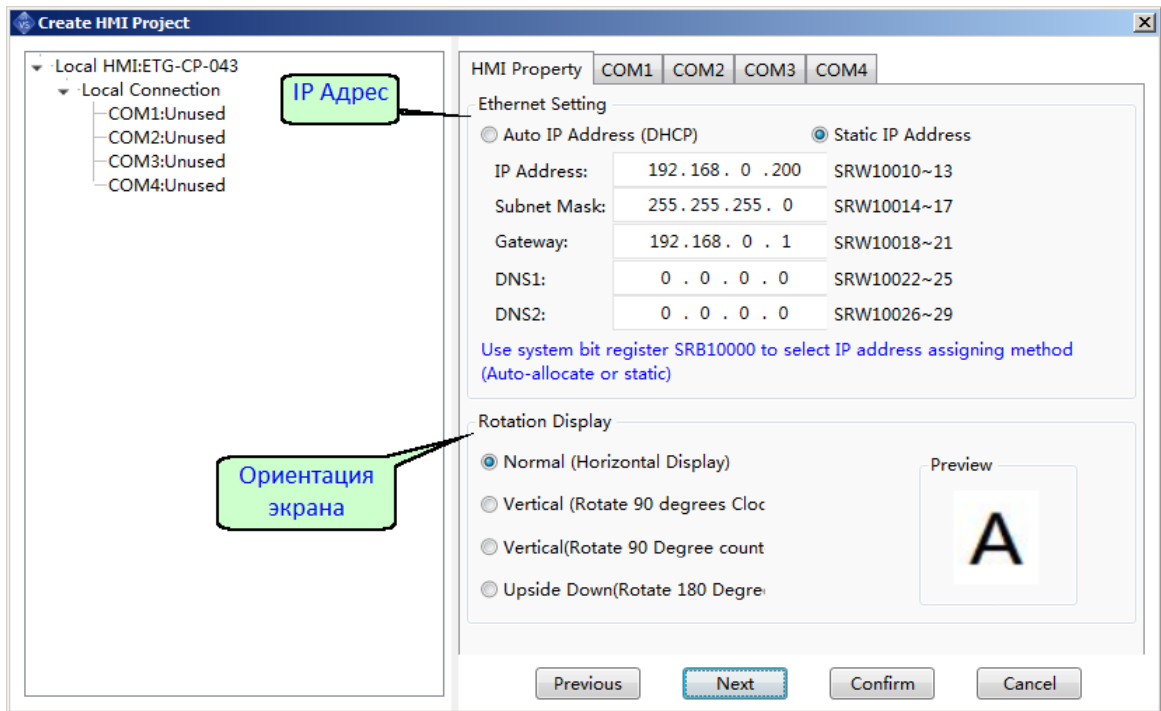 Create HMI Project
Local HMI:ETG-CP-043
Local Connection
COM1:Unused
COM2:Unused
COM3:Unused
COM4:Unused
IP Адрес
HMI Property COM1 COM2 COM3 COM4
Ethernet Setting
Auto IP Address (DHCP) Static IP Address
IP Address: 192.168. 0 .200 SRW10010~13
Subnet Mask: 255.255.255. 0 SRW10014~17
Gateway: 192.168. 0 . 1 SRW10018~21
DNS1: 0 . 0 . 0 . 0 SRW10022~25
DNS2: 0 . 0 . 0 . 0 SRW10026~29
Use system bit register SRB10000 to select IP address assigning method
(Auto-allocate or static)
Ориентация
экрана
Rotation Display
Normal (Horizontal Display)
Vertical (Rotate 90 degrees Cloc
Vertical(Rotate 90 Degree count
Upside Down(Rotate 180 Degre
Preview
A
Previous Next Confirm Cancel